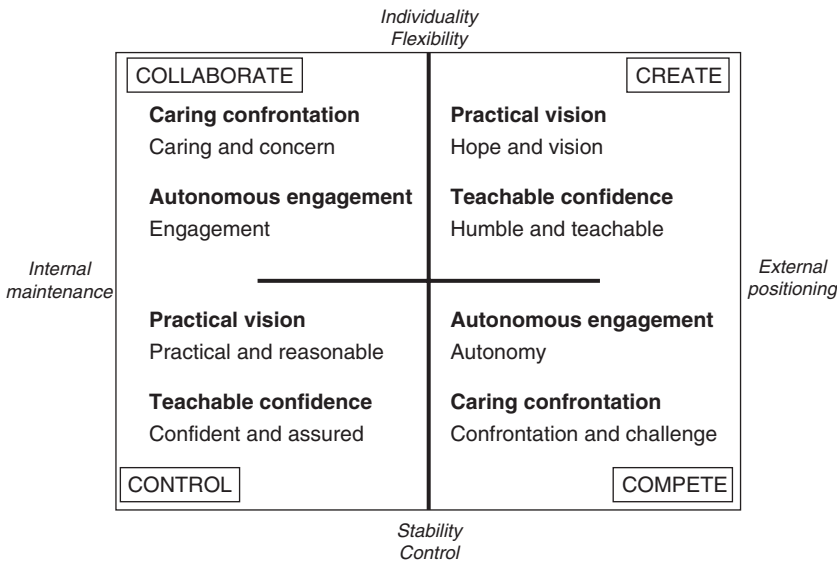 Individuality
Flexibility
COLLABORATE
Caring confrontation
Caring and concern
Autonomous engagement
Engagement
CREATE
Practical vision
Hope and vision
Teachable confidence
Humble and teachable
Internal
maintenance
External
positioning
Practical vision
Practical and reasonable
Teachable confidence
Confident and assured
CONTROL
Autonomous engagement
Autonomy
Caring confrontation
Confrontation and challenge
COMPETE
Stability
Control